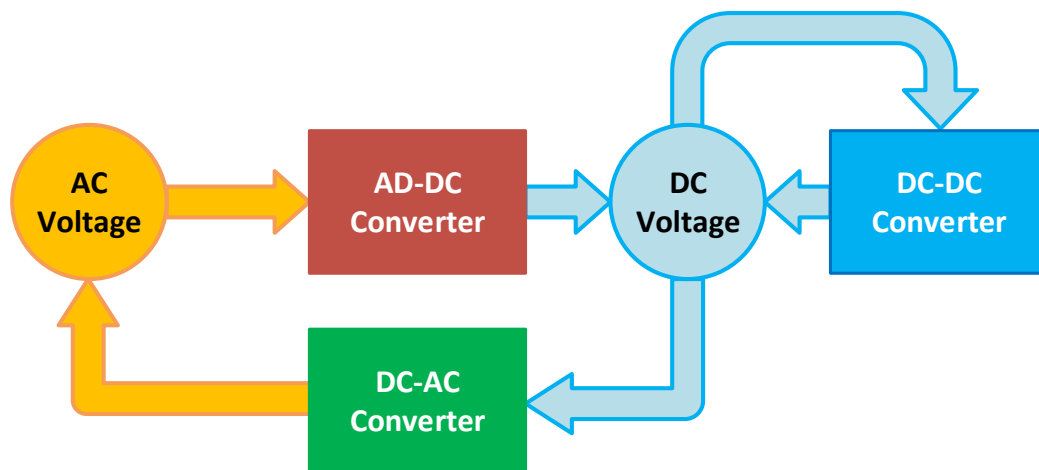 AC
Voltage
AD-DC
Converter
DC
Voltage
DC-DC
Converter
DC-AC
Converter